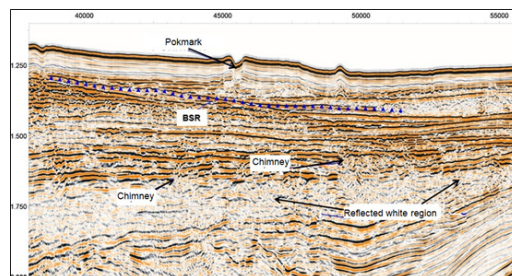 40000 45000 50000 55000
Pokmark
1.250
BSR
1.500
Chimney
Chimney
Reflected white region
1.750